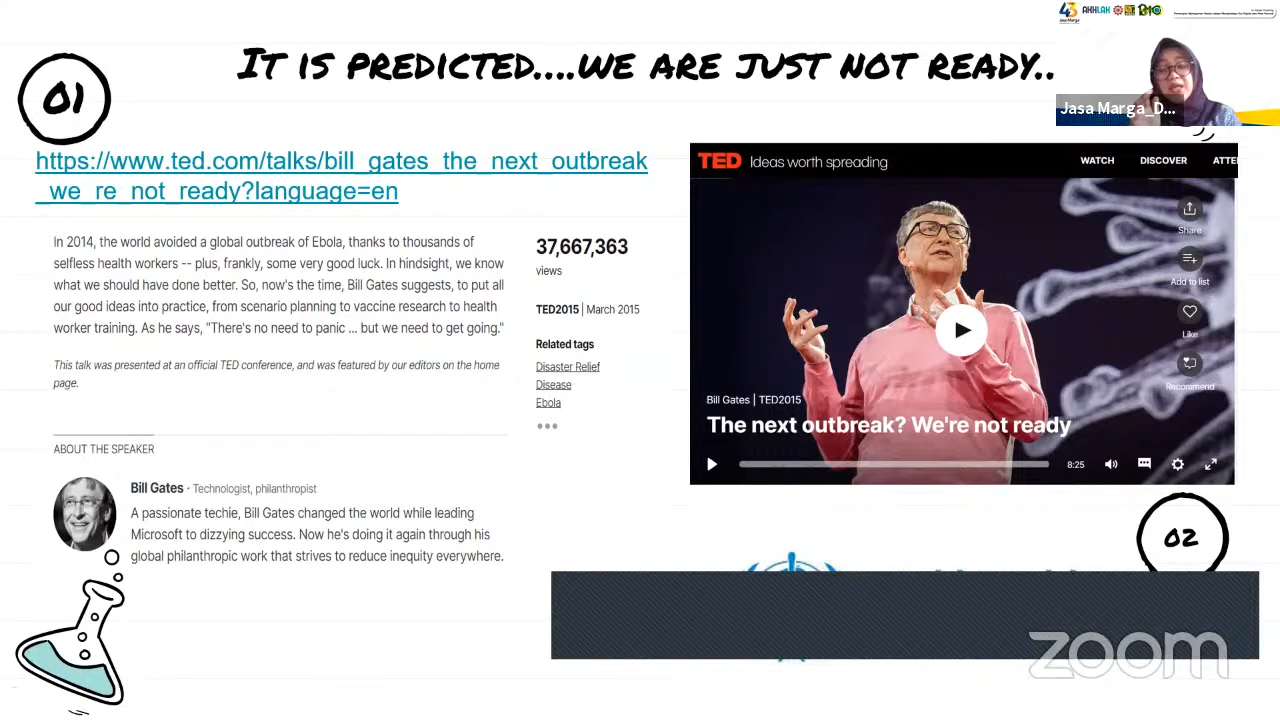 It is predicted....we are just not ready..
01
https://www.ted.com/talks/bill_gates_the_next_outbreak
_we_re_not_ready?language=en
In 2014, the world avoided a global outbreak of Ebola, thanks to thousands of
selfless health workers -- plus, frankly, some very good luck. In hindsight, we know
what we should have done better. So, now's the time, Bill Gates suggests, to put all
our good ideas into practice, from scenario planning to vaccine research to health
worker training. As he says, "There's no need to panic ... but we need to get going."
This talk was presented at an official TED conference, and was featured by our editors on the home
page.
37,667,363
views
TED2015 | March 2015
Related tags
Disaster Relief
Disease
Ebola
ABOUT THE SPEAKER
Bill Gates · Technologist, philanthropist
A passionate techie, Bill Gates changed the world while leading
Microsoft to dizzying success. Now he's doing it again through his
global philanthropic work that strives to reduce inequity everywhere.
43
Jasa Marga
AKHLAK
Jasa Marga_D...
TED Ideas worth spreading
WATCH DISCOVER ATTE
Share
Add to list
Like
Recommend
Bill Gates | TED2015
The next outbreak? We're not ready
8:25
02
zoom